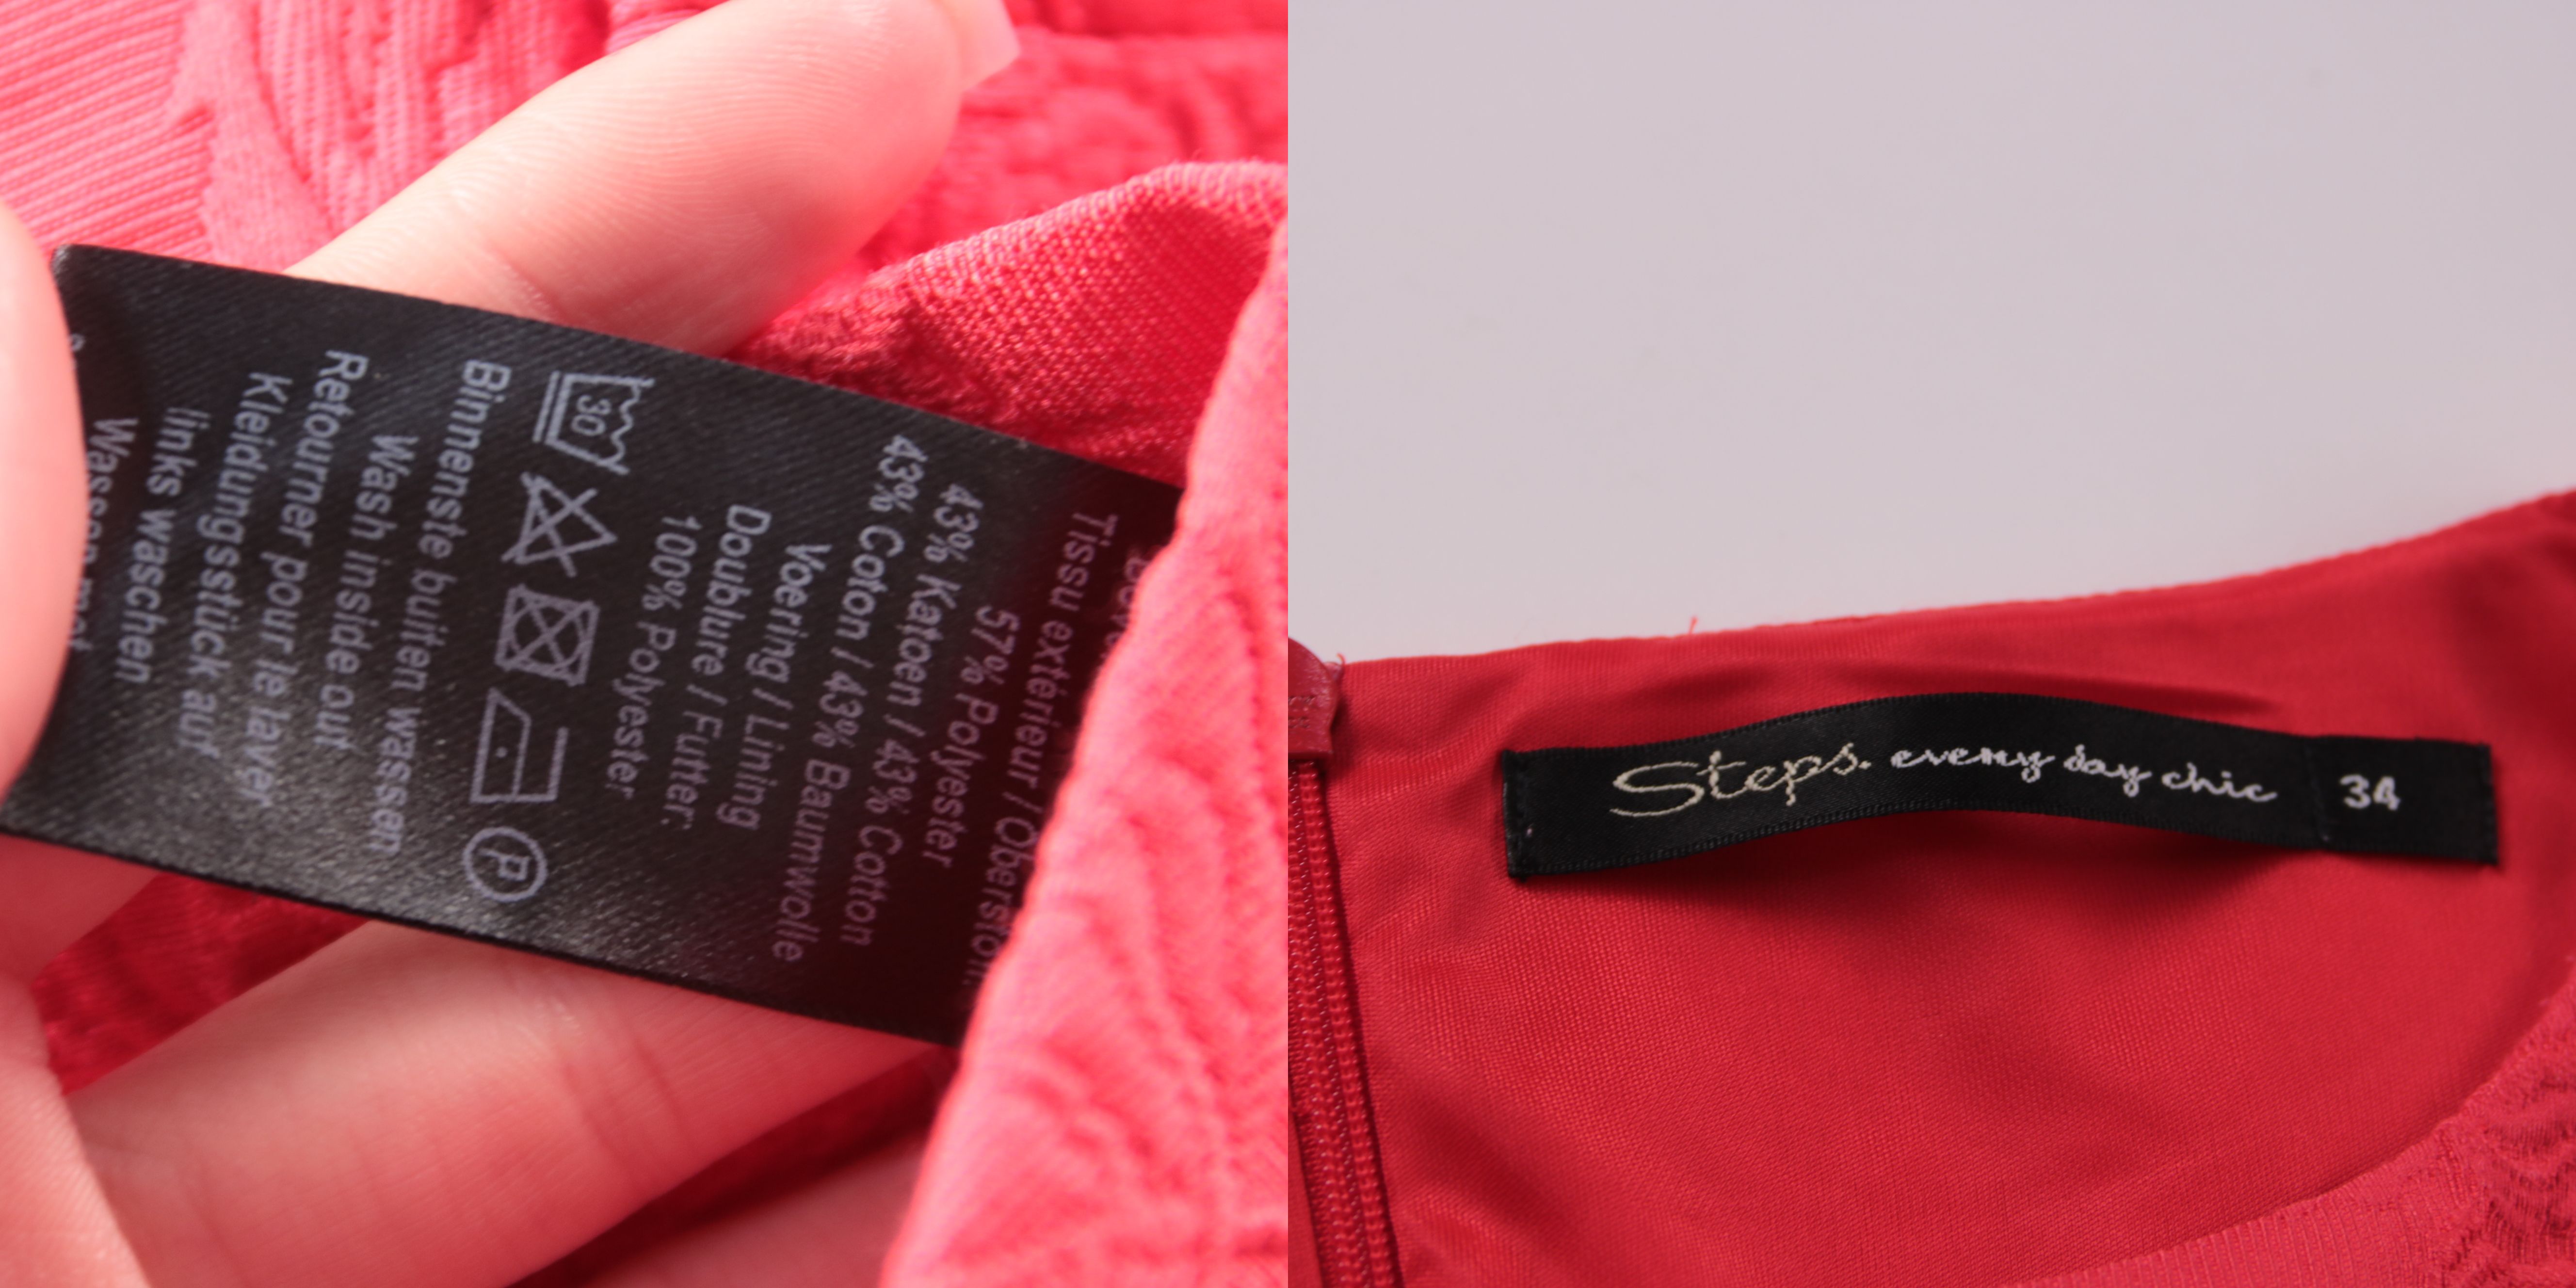 Tissu extérieur / Oberstoff:
57% Polyester
43% Katoen / 43% Cotton
43% Coton / 43% Baumwolle
Voering / Lining
Doublure / Futter:
100% Polyester
30
P
Binnenste buiten wassen
Wash inside out
Retourner pour le laver
Kleidungsstück auf
links waschen
Steps. every day chic 34